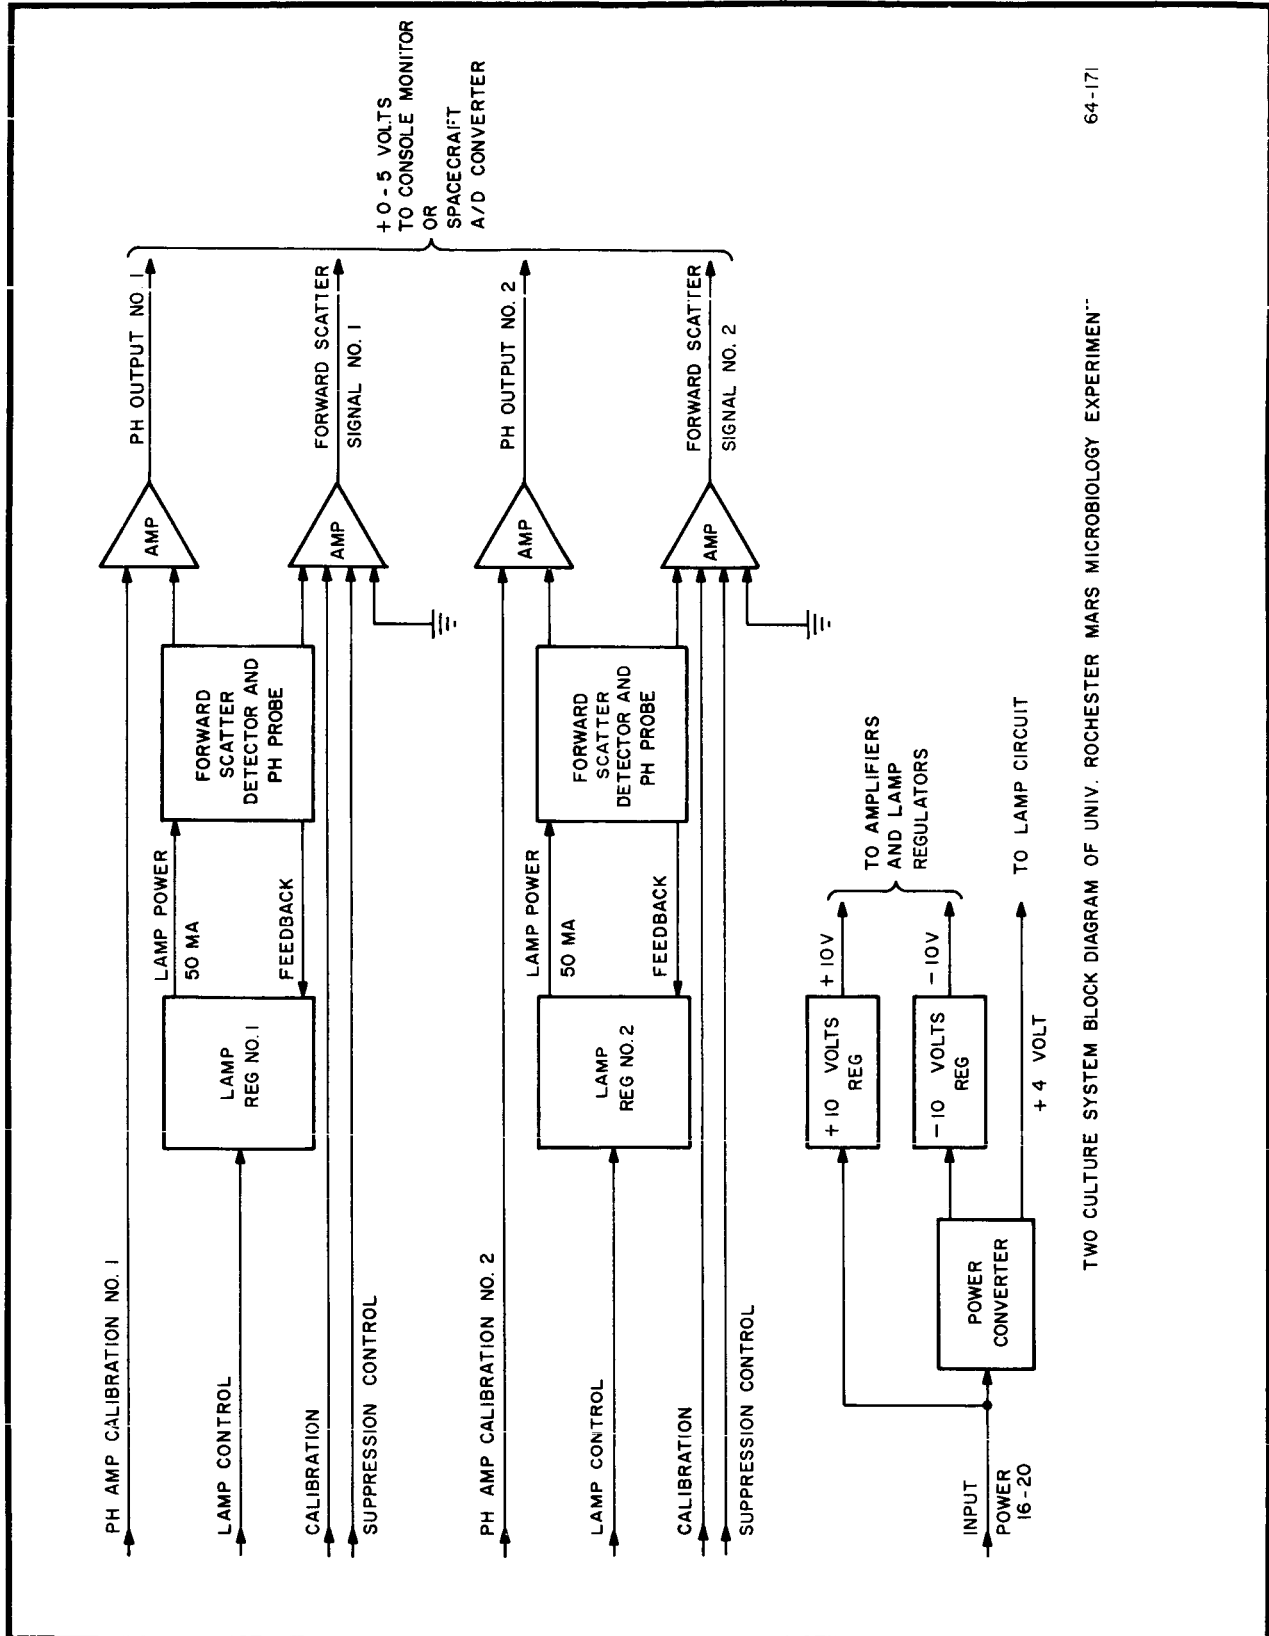 PH AMP CALIBRATION NO. 1
LAMP CONTROL
CALIBRATION
SUPPRESSION CONTROL
LAMP
REG NO. 1
LAMP POWER
50 MA
FEEDBACK
FORWARD
SCATTER
DETECTOR AND
PH PROBE
AMP
AMP
PH OUTPUT NO. 1
FORWARD SCATTER
SIGNAL NO. 1
PH AMP CALIBRATION NO. 2
LAMP CONTROL
CALIBRATION
SUPPRESSION CONTROL
LAMP
REG NO. 2
LAMP POWER
50 MA
FEEDBACK
FORWARD
SCATTER
DETECTOR AND
PH PROBE
AMP
AMP
PH OUTPUT NO. 2
FORWARD SCATTER
SIGNAL NO. 2
+0-5 VOLTS
TO CONSOLE MONITOR
OR
SPACECRAFT
A/D CONVERTER
INPUT
POWER
16-20
POWER
CONVERTER
+10 VOLTS
REG
-10 VOLTS
REG
+10V
-10V
+4 VOLT
TO AMPLIFIERS
AND LAMP
REGULATORS
TO LAMP CIRCUIT
TWO CULTURE SYSTEM BLOCK DIAGRAM OF UNIV. ROCHESTER MARS MICROBIOLOGY EXPERIMENT
64-171